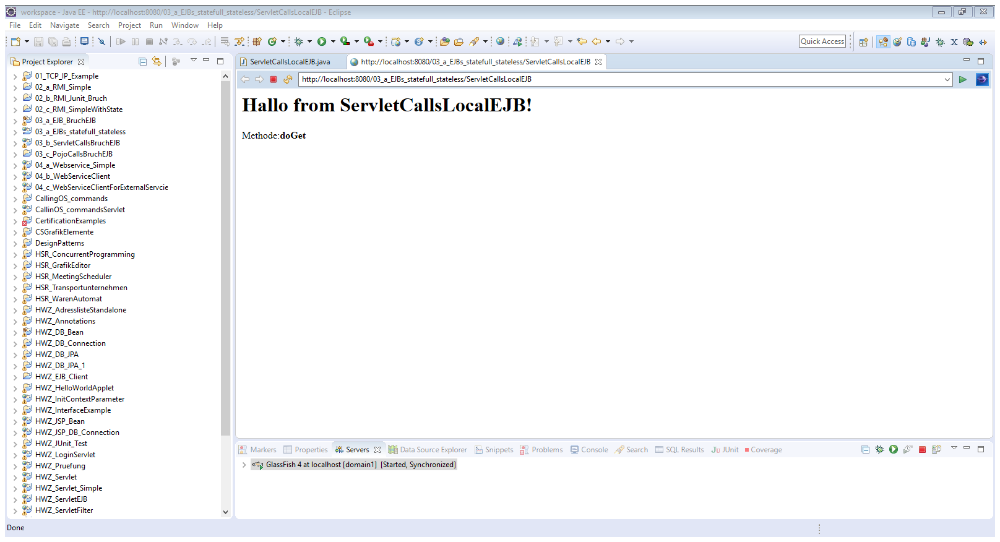 workspace - Java EE - http://localhost:8080/03_a_EJBs_statefull_stateless/ServletCallsLocalEJB - Eclipse
File Edit Navigate Search Project Run Window Help
Quick Access
Project Explorer
01_TCP_IP_Example
02_a_RMI_Simple
02_b_RMI_Junit_Bruch
02_c_RMI_SimpleWithState
03_a_EJB_BruchEJB
03_a_EJBs_statefull_stateless
03_b_ServletCallsBruchEJB
03_c_PojoCallsBruchEJB
04_a_Webservice_Simple
04_b_WebServiceClient
04_c_WebServiceClientForExternalServcie
CallingOS_commands
CallinOS_commandsServlet
CertificationExamples
CSGrafikElemente
DesignPatterns
HSR_ConcurrentProgramming
HSR_GrafikEditor
HSR_MeetingScheduler
HSR_Transportunternehmen
HSR_WarenAutomat
HWZ_AdresslisteStandalone
HWZ_Annotations
HWZ_DB_Bean
HWZ_DB_Connection
HWZ_DB_JPA
HWZ_DB_JPA_1
HWZ_EJB_Client
HWZ_HelloWorldApplet
HWZ_InitContextParameter
HWZ_InterfaceExample
HWZ_JSP_Bean
HWZ_JSP_DB_Connection
HWZ_JUnit_Test
HWZ_LoginServlet
HWZ_Pruefung
HWZ_Servlet
HWZ_Servlet_Simple
HWZ_ServletEJB
HWZ_ServletFilter
ServletCallsLocalEJB.java http://localhost:8080/03_a_EJBs_statefull_stateless/ServletCallsLocalEJB
http://localhost:8080/03_a_EJBs_statefull_stateless/ServletCallsLocalEJB
Hallo from ServletCallsLocalEJB!
Methode:doGet
Markers Properties Servers Data Source Explorer Snippets Problems Console Search SQL Results JUnit Coverage
GlassFish 4 at localhost [domain1] [Started, Synchronized]
Done